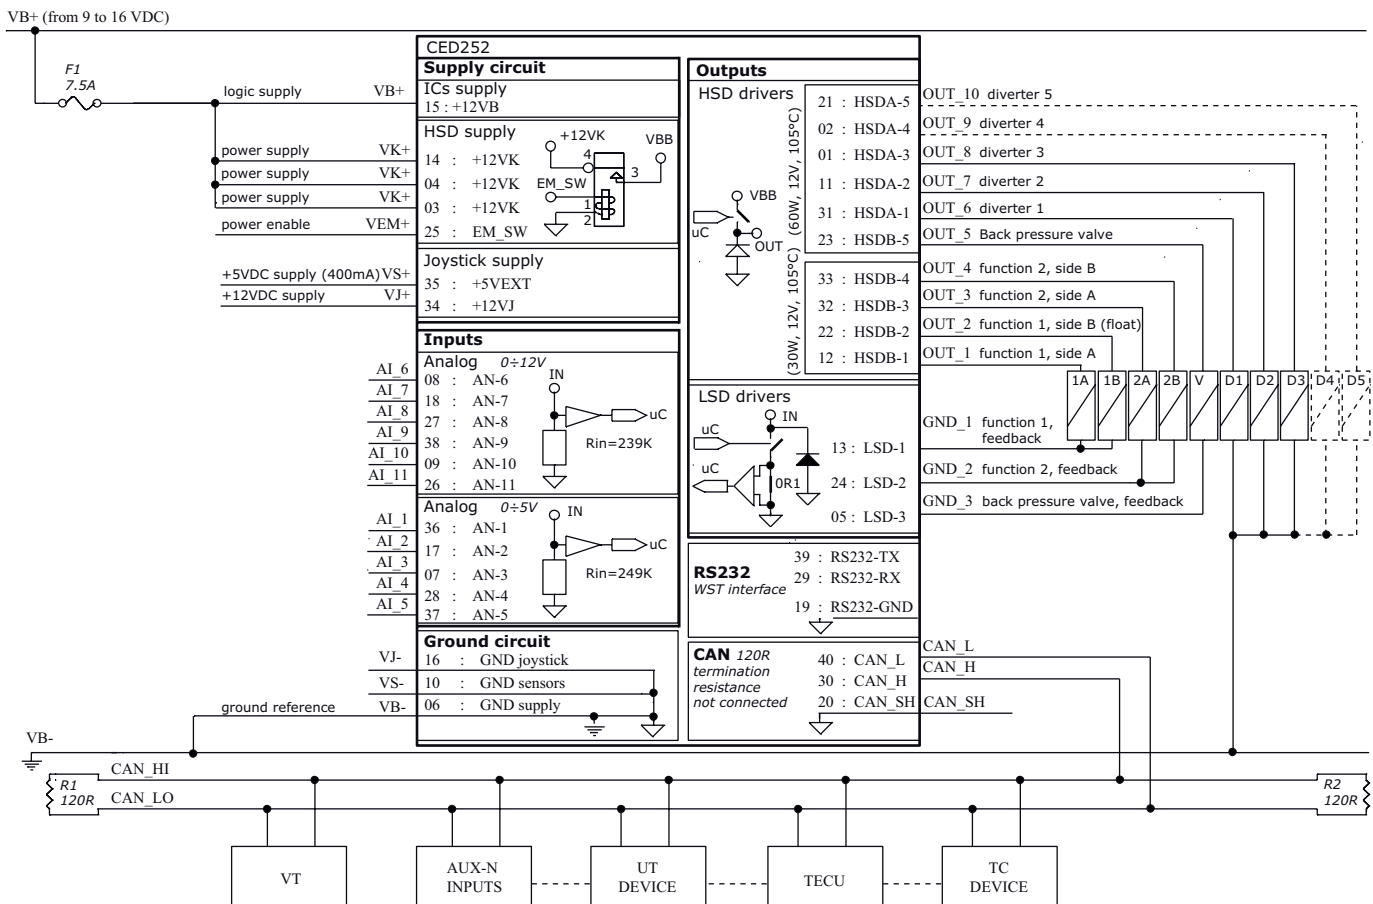 VB+ (from 9 to 16 VDC)
F1
7.5A
logic supply VB+
power supply VK+
power supply VK+
power supply VK+
power enable VEM+
+5VDC supply (400mA) VS+
+12VDC supply VJ+
AI_6
AI_7
AI_8
AI_9
AI_10
AI_11
AI_1
AI_2
AI_3
AI_4
AI_5
VJ-
VS-
ground reference VB-
CED252
Supply circuit
ICs supply
15 : +12VB
HSD supply
14 : +12VK
04 : +12VK
03 : +12VK
25 : EM_SW
+12VK
VBB
4
3
EM_SW
1
2
Joystick supply
35 : +5VEXT
34 : +12VJ
Inputs
Analog 0÷12V
08 : AN-6
18 : AN-7
27 : AN-8
38 : AN-9
09 : AN-10
26 : AN-11
IN
uC
Rin=239K
Analog 0÷5V
36 : AN-1
17 : AN-2
07 : AN-3
28 : AN-4
37 : AN-5
IN
uC
Rin=249K
Ground circuit
16 : GND joystick
10 : GND sensors
06 : GND supply
Outputs
HSD drivers
VBB
uC
OUT
(60W, 12V, 105°C)
21 : HSDA-5
02 : HSDA-4
01 : HSDA-3
11 : HSDA-2
31 : HSDA-1
23 : HSDB-5
(30W, 12V, 105°C)
33 : HSDB-4
32 : HSDB-3
22 : HSDB-2
12 : HSDB-1
LSD drivers
IN
uC
uC
0R1
13 : LSD-1
24 : LSD-2
05 : LSD-3
RS232
WST interface
39 : RS232-TX
29 : RS232-RX
19 : RS232-GND
CAN 120R
termination
resistance
not connected
40 : CAN_L
30 : CAN_H
20 : CAN_SH
OUT_10 diverter 5
OUT_9 diverter 4
OUT_8 diverter 3
OUT_7 diverter 2
OUT_6 diverter 1
OUT_5 Back pressure valve
OUT_4 function 2, side B
OUT_3 function 2, side A
OUT_2 function 1, side B (float)
OUT_1 function 1, side A
1A 1B 2A 2B V D1 D2 D3 D4 D5
GND_1 function 1,
feedback
GND_2 function 2, feedback
GND_3 back pressure valve, feedback
CAN_L
CAN_H
CAN_SH
VB-
CAN_HI
CAN_LO
R1
120R
R2
120R
VT
AUX-N
INPUTS
UT
DEVICE
TECU
TC
DEVICE